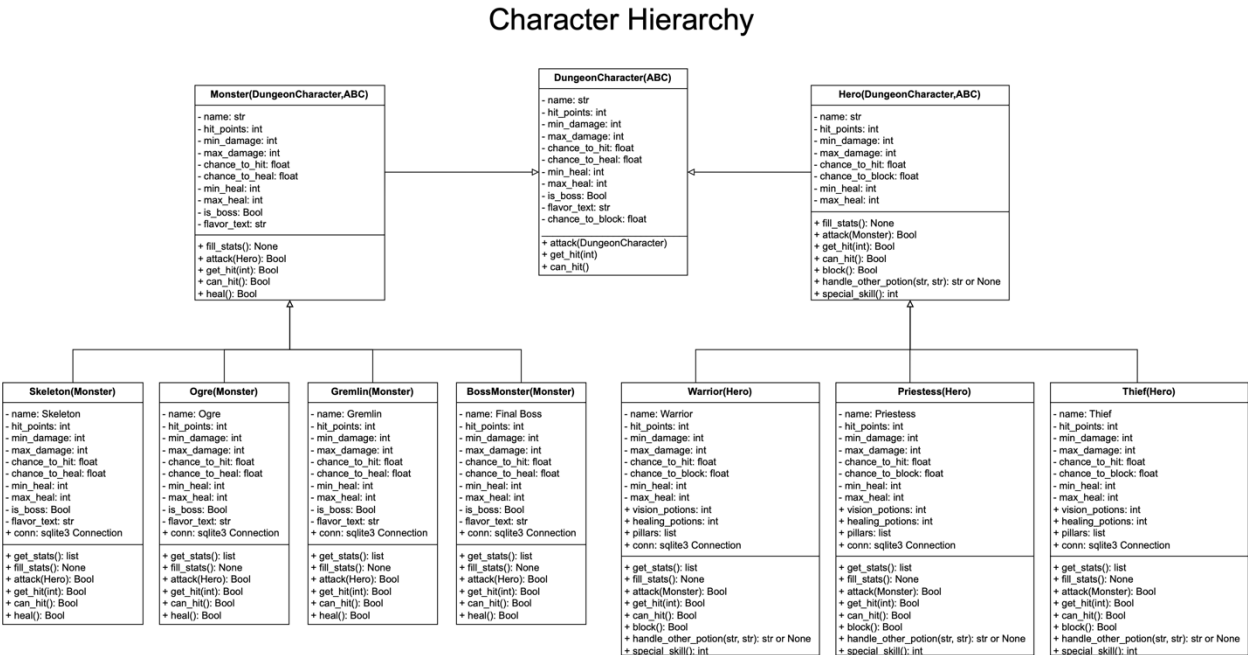 Character Hierarchy
DungeonCharacter(ABC)
- name: str
- hit_points: int
- min_damage: int
- max_damage: int
- chance_to_hit: float
- chance_to_heal: float
- min_heal: int
- max_heal: int
- is_boss: Bool
- flavor_text: str
- chance_to_block: float
+ attack(DungeonCharacter)
+ get_hit(int)
+ can_hit()
Monster(DungeonCharacter,ABC)
- name: str
- hit_points: int
- min_damage: int
- max_damage: int
- chance_to_hit: float
- chance_to_heal: float
- min_heal: int
- max_heal: int
- is_boss: Bool
- flavor_text: str
+ fill_stats(): None
+ attack(Hero): Bool
+ get_hit(int): Bool
+ can_hit(): Bool
+ heal(): Bool
Hero(DungeonCharacter,ABC)
- name: str
- hit_points: int
- min_damage: int
- max_damage: int
- chance_to_hit: float
- chance_to_block: float
- min_heal: int
- max_heal: int
+ fill_stats(): None
+ attack(Monster): Bool
+ get_hit(int): Bool
+ can_hit(): Bool
+ block(): Bool
+ handle_other_potion(str, str): str or None
+ special_skill(): int
Skeleton(Monster)
- name: Skeleton
- hit_points: int
- min_damage: int
- max_damage: int
- chance_to_hit: float
- chance_to_heal: float
- min_heal: int
- max_heal: int
- is_boss: Bool
- flavor_text: str
+ conn: sqlite3 Connection
+ get_stats(): list
+ fill_stats(): None
+ attack(Hero): Bool
+ get_hit(int): Bool
+ can_hit(): Bool
+ heal(): Bool
Ogre(Monster)
- name: Ogre
- hit_points: int
- min_damage: int
- max_damage: int
- chance_to_hit: float
- chance_to_heal: float
- min_heal: int
- max_heal: int
- is_boss: Bool
- flavor_text: str
+ conn: sqlite3 Connection
+ get_stats(): list
+ fill_stats(): None
+ attack(Hero): Bool
+ get_hit(int): Bool
+ can_hit(): Bool
+ heal(): Bool
Gremlin(Monster)
- name: Gremlin
- hit_points: int
- min_damage: int
- max_damage: int
- chance_to_hit: float
- chance_to_heal: float
- min_heal: int
- max_heal: int
- is_boss: Bool
- flavor_text: str
+ conn: sqlite3 Connection
+ get_stats(): list
+ fill_stats(): None
+ attack(Hero): Bool
+ get_hit(int): Bool
+ can_hit(): Bool
+ heal(): Bool
BossMonster(Monster)
- name: Final Boss
- hit_points: int
- min_damage: int
- max_damage: int
- chance_to_hit: float
- chance_to_heal: float
- min_heal: int
- max_heal: int
- is_boss: Bool
- flavor_text: str
+ conn: sqlite3 Connection
+ get_stats(): list
+ fill_stats(): None
+ attack(Hero): Bool
+ get_hit(int): Bool
+ can_hit(): Bool
+ heal(): Bool
Warrior(Hero)
- name: Warrior
- hit_points: int
- min_damage: int
- max_damage: int
- chance_to_hit: float
- chance_to_block: float
- min_heal: int
- max_heal: int
+ vision_potions: int
+ healing_potions: int
+ pillars: list
+ conn: sqlite3 Connection
+ get_stats(): list
+ fill_stats(): None
+ attack(Monster): Bool
+ get_hit(int): Bool
+ can_hit(): Bool
+ block(): Bool
+ handle_other_potion(str, str): str or None
+ special_skill(): int
Priestess(Hero)
- name: Priestess
- hit_points: int
- min_damage: int
- max_damage: int
- chance_to_hit: float
- chance_to_block: float
- min_heal: int
- max_heal: int
+ vision_potions: int
+ healing_potions: int
+ pillars: list
+ conn: sqlite3 Connection
+ get_stats(): list
+ fill_stats(): None
+ attack(Monster): Bool
+ get_hit(int): Bool
+ can_hit(): Bool
+ block(): Bool
+ handle_other_potion(str, str): str or None
+ special_skill(): int
Thief(Hero)
- name: Thief
- hit_points: int
- min_damage: int
- max_damage: int
- chance_to_hit: float
- chance_to_block: float
- min_heal: int
- max_heal: int
+ vision_potions: int
+ healing_potions: int
+ pillars: list
+ conn: sqlite3 Connection
+ get_stats(): list
+ fill_stats(): None
+ attack(Monster): Bool
+ get_hit(int): Bool
+ can_hit(): Bool
+ block(): Bool
+ handle_other_potion(str, str): str or None
+ special_skill(): int